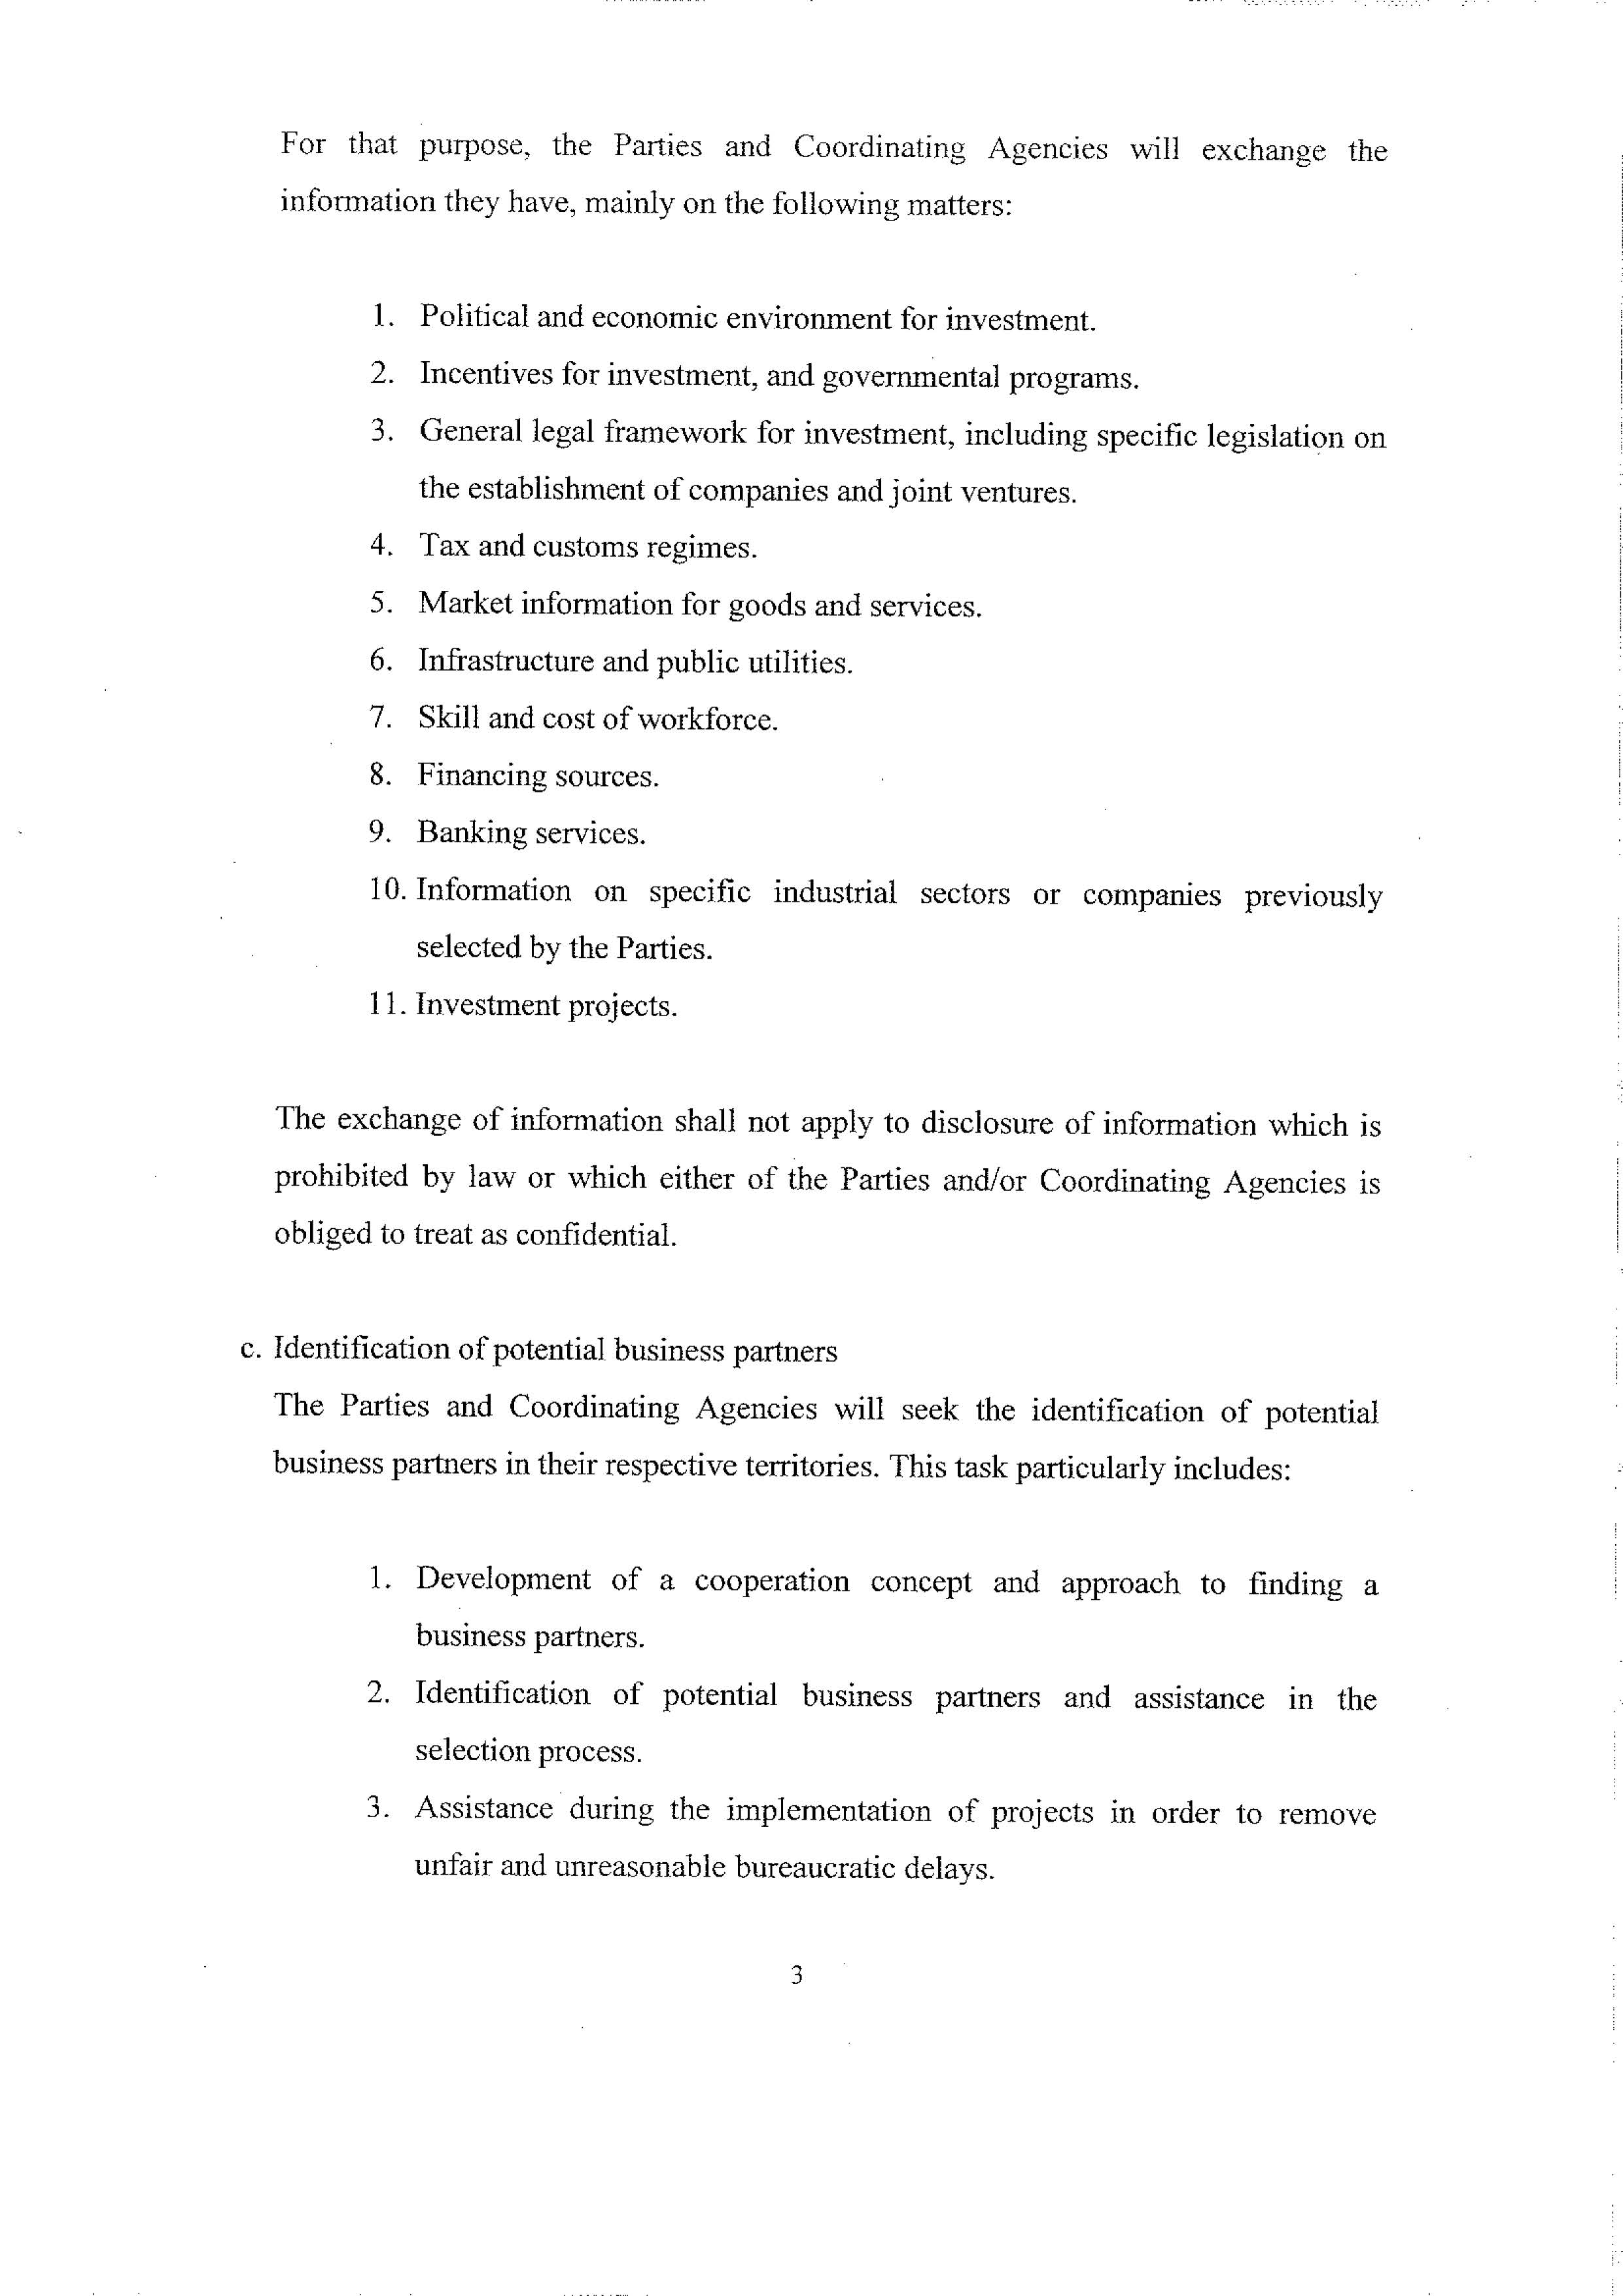 For that purpose, the Parties and Coordinating Agencies will exchange the
information they have, mainly on the following matters:
1. Political and economic environment for investment.
2. Incentives for investment, and governmental programs.
3. General legal framework for investment, including specific legislation on
the establishment of companies and joint ventures.
4. Tax and customs regimes.
5. Market information for goods and services.
6. Infrastructure and public utilities.
7. Skill and cost of workforce.
8. Financing sources.
9. Banking services.
10. Information on specific industrial sectors or companies previously
selected by the Parties.
11. Investment projects.
The exchange of information shall not apply to disclosure of information which is
prohibited by law or which either of the Parties and/or Coordinating Agencies is
obliged to treat as confidential.
c. Identification of potential business partners
The Parties and Coordinating Agencies will seek the identification of potential
business partners in their respective territories. This task particularly includes:
1. Development of a cooperation concept and approach to finding a
business partners.
2. Identification of potential business partners and assistance in the
selection process.
3. Assistance during the implementation of projects in order to remove
unfair and unreasonable bureaucratic delays.
3